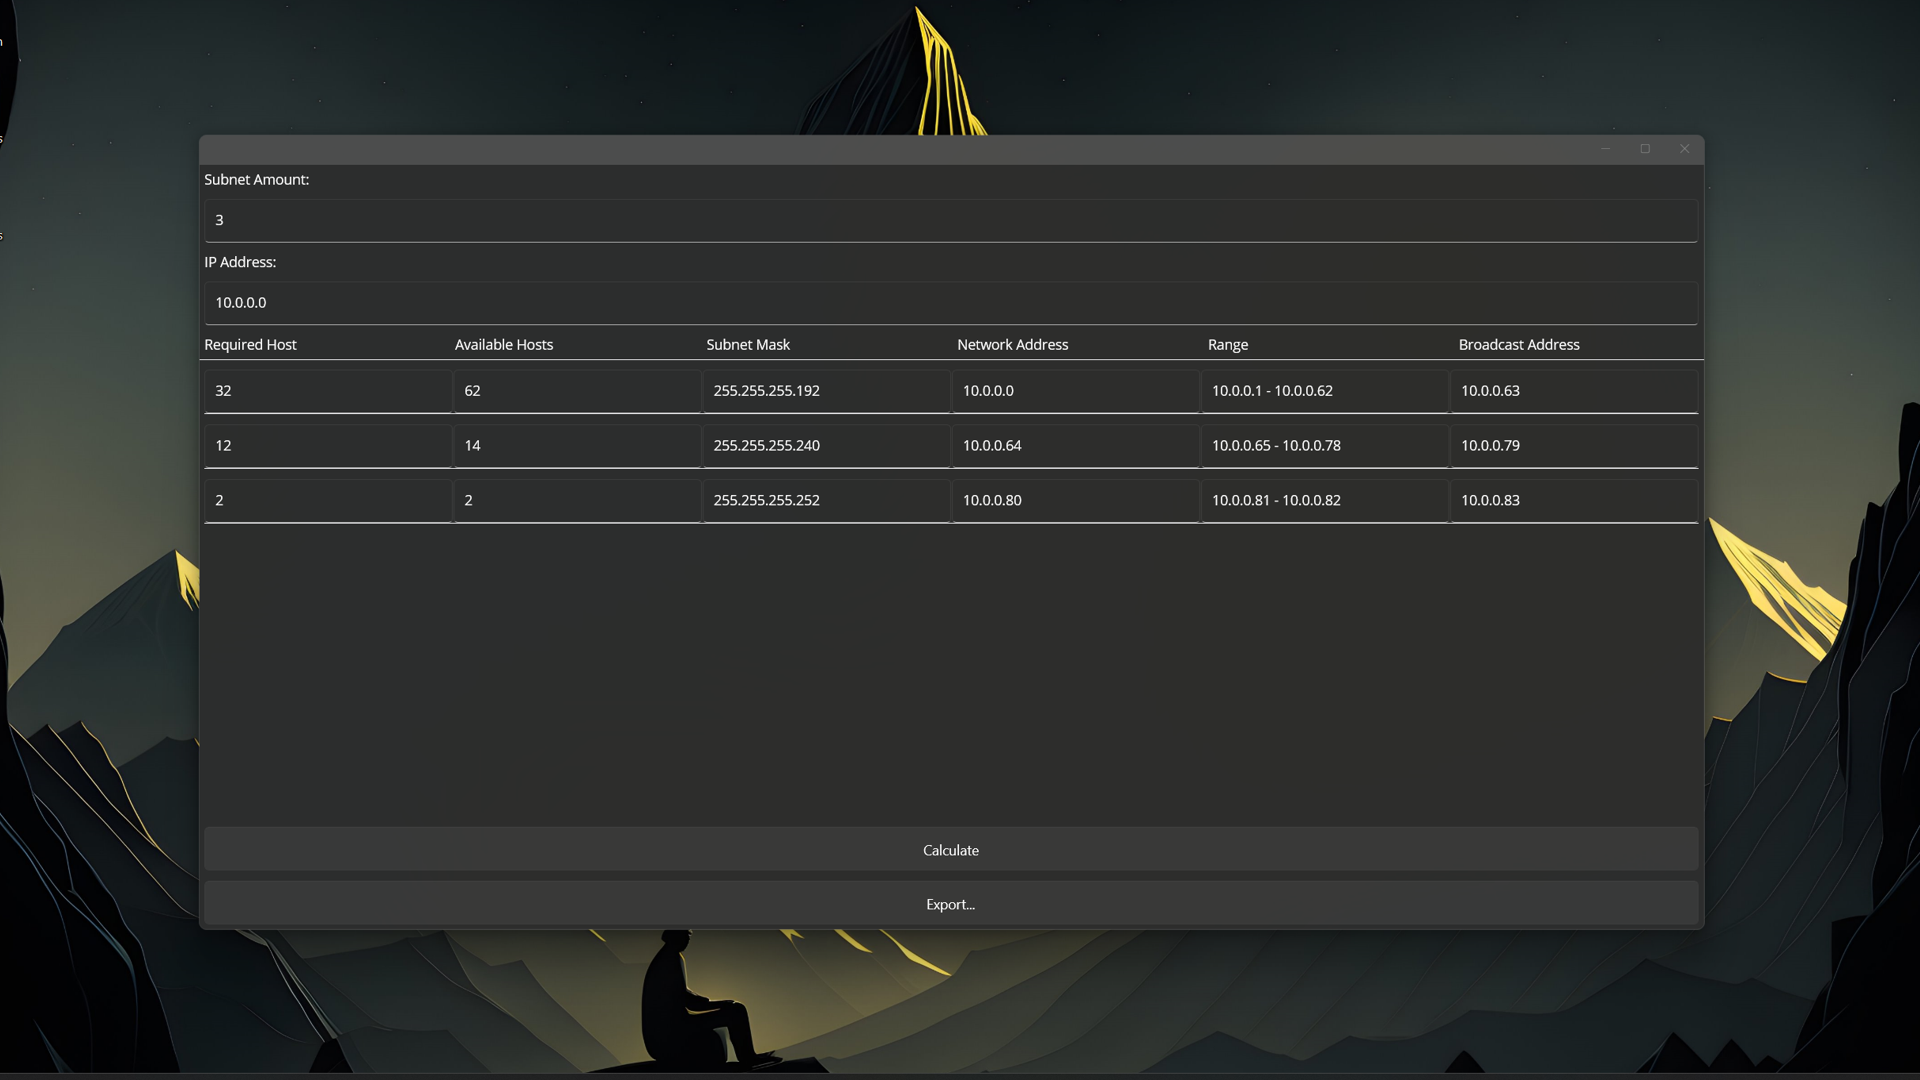 Subnet Amount:
3
IP Address:
10.0.0.0
Required Host Available Hosts Subnet Mask Network Address Range Broadcast Address
32 62 255.255.255.192 10.0.0.0 10.0.0.1 - 10.0.0.62 10.0.0.63
12 14 255.255.255.240 10.0.0.64 10.0.0.65 - 10.0.0.78 10.0.0.79
2 2 255.255.255.252 10.0.0.80 10.0.0.81 - 10.0.0.82 10.0.0.83
Calculate
Export...